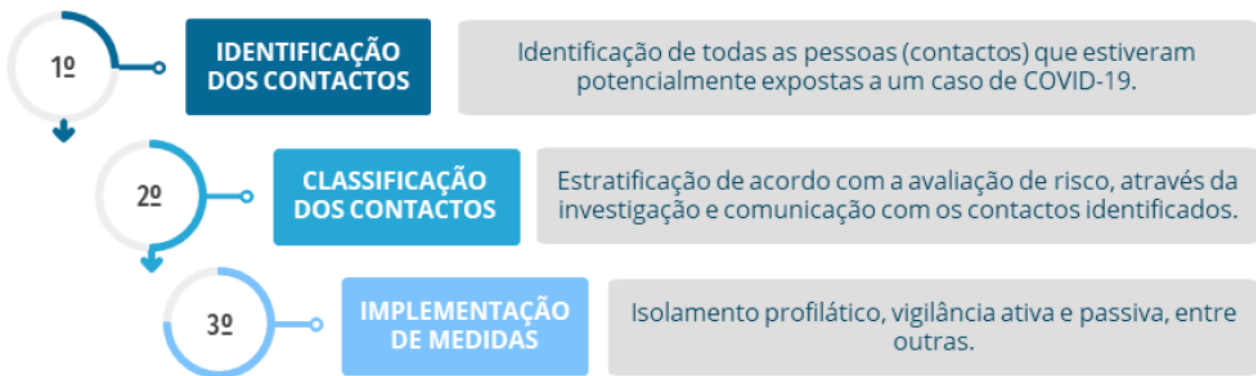 1º
IDENTIFICAÇÃO
DOS CONTACTOS
Identificação de todas as pessoas (contactos) que estiveram
potencialmente expostas a um caso de COVID-19.
2º
CLASSIFICAÇÃO
DOS CONTACTOS
Estratificação de acordo com a avaliação de risco, através da
investigação e comunicação com os contactos identificados.
3º
IMPLEMENTAÇÃO
DE MEDIDAS
Isolamento profilático, vigilância ativa e passiva, entre
outras.